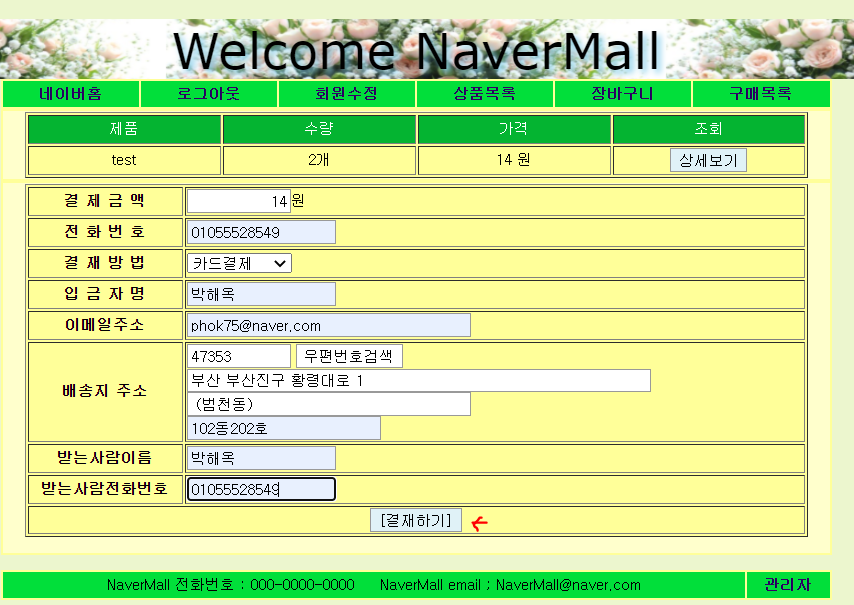 Welcome NaverMall
네이버홈 로그아웃 회원수정 상품목록 장바구니 구매목록
제품 수량 가격 조회
test 2개 14 원 상세보기
결 제 금 액 14 원
전 화 번 호 01055528549
결 재 방 법 카드결제
입 금 자 명 박해옥
이메일주소 phok75@naver.com
배송지 주소
47353 우편번호검색
부산 부산진구 황령대로 1
(범천동)
102동202호
받는사람이름 박해옥
받는사람전화번호 01055528549
[결재하기]
NaverMall 전화번호 : 000-0000-0000 NaverMall email ; NaverMall@naver.com 관리자